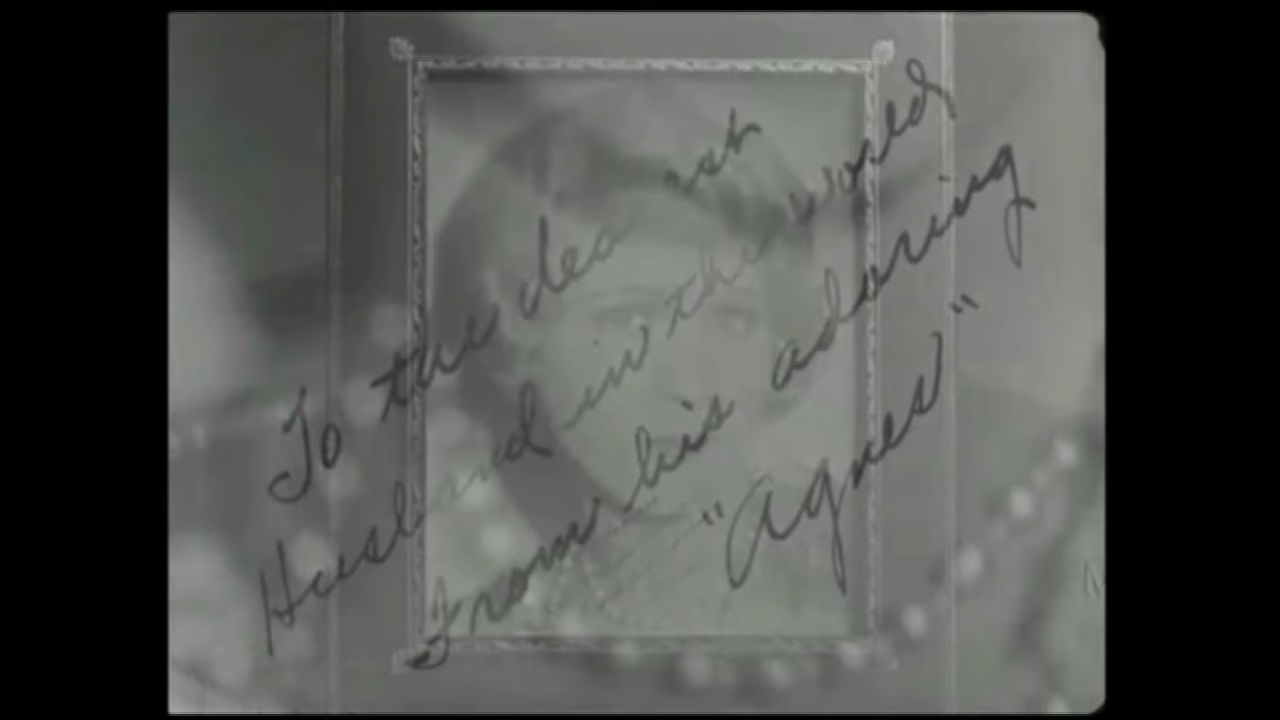 To the dearest
Husband in the world
From his adoring
"Agnes"